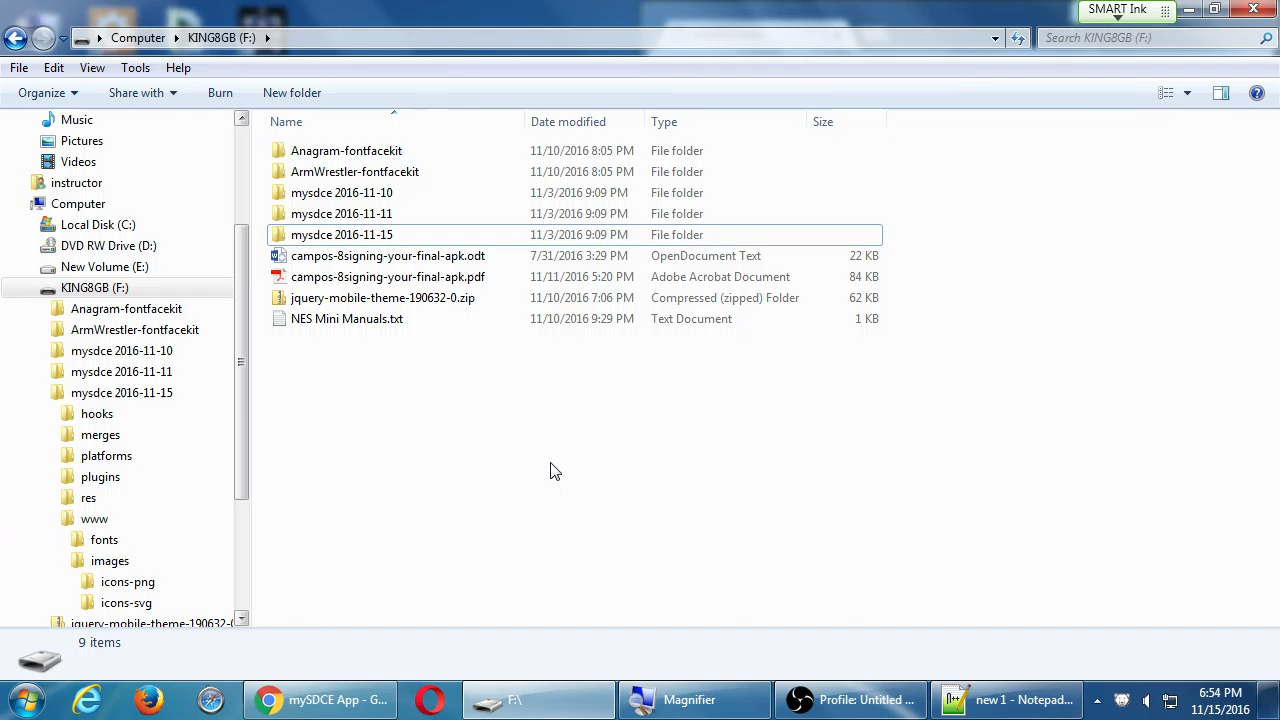 SMART Ink
Computer KING8GB (F:)
Search KING8GB (F:)
File Edit View Tools Help
Organize Share with Burn New folder
Music
Pictures
Videos
instructor
Computer
Local Disk (C:)
DVD RW Drive (D:)
New Volume (E:)
KING8GB (F:)
Anagram-fontfacekit
ArmWrestler-fontfacekit
mysdce 2016-11-10
mysdce 2016-11-11
mysdce 2016-11-15
hooks
merges
platforms
plugins
res
www
fonts
images
icons-png
icons-svg
jquery-mobile-theme-190632-0
Name Date modified Type Size
Anagram-fontfacekit 11/10/2016 8:05 PM File folder
ArmWrestler-fontfacekit 11/10/2016 8:05 PM File folder
mysdce 2016-11-10 11/3/2016 9:09 PM File folder
mysdce 2016-11-11 11/3/2016 9:09 PM File folder
mysdce 2016-11-15 11/3/2016 9:09 PM File folder
campos-8signing-your-final-apk.odt 7/31/2016 3:29 PM OpenDocument Text 22 KB
campos-8signing-your-final-apk.pdf 11/11/2016 5:20 PM Adobe Acrobat Document 84 KB
jquery-mobile-theme-190632-0.zip 11/10/2016 7:06 PM Compressed (zipped) Folder 62 KB
NES Mini Manuals.txt 11/10/2016 9:29 PM Text Document 1 KB
9 items
mySDCE App - G...
F:\
Magnifier
Profile: Untitled ...
new 1 - Notepad...
6:54 PM
11/15/2016